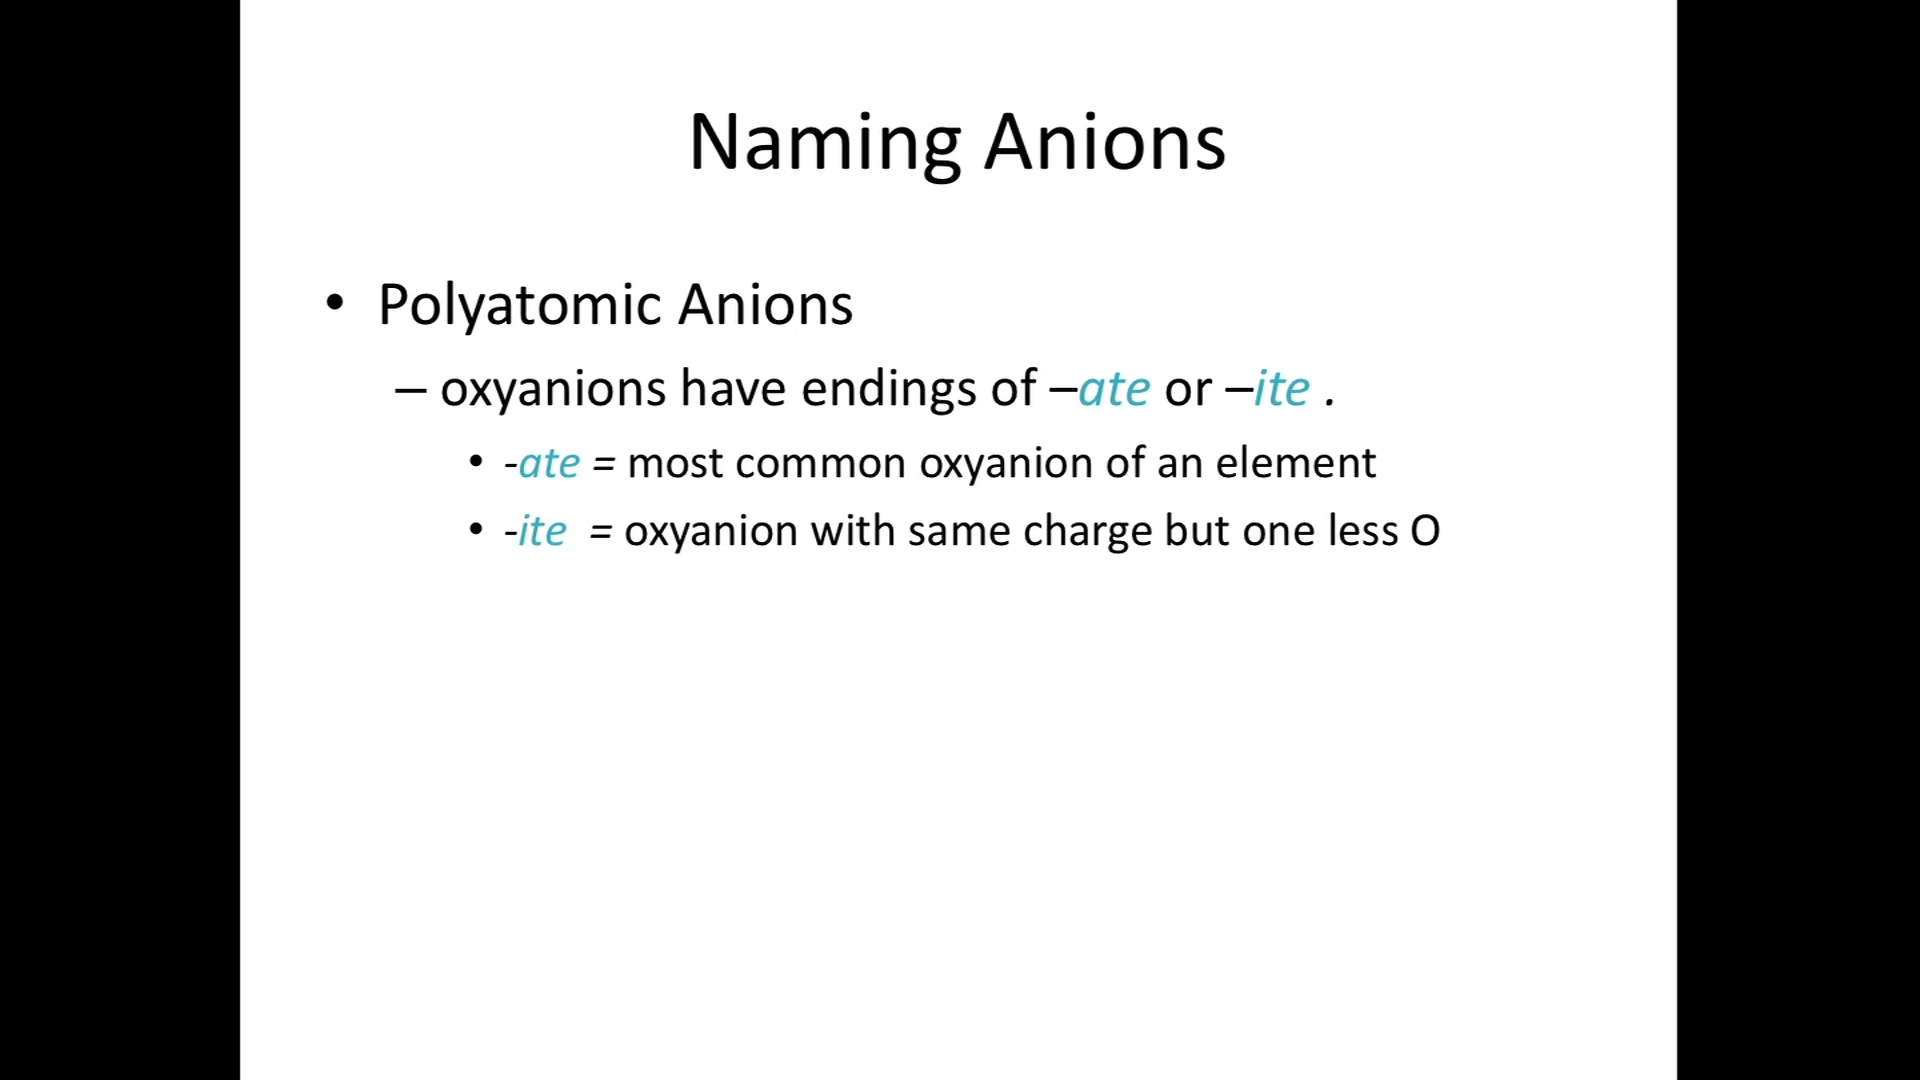 Naming Anions
• Polyatomic Anions
– oxyanions have endings of –ate or –ite .
• -ate = most common oxyanion of an element
• -ite = oxyanion with same charge but one less O